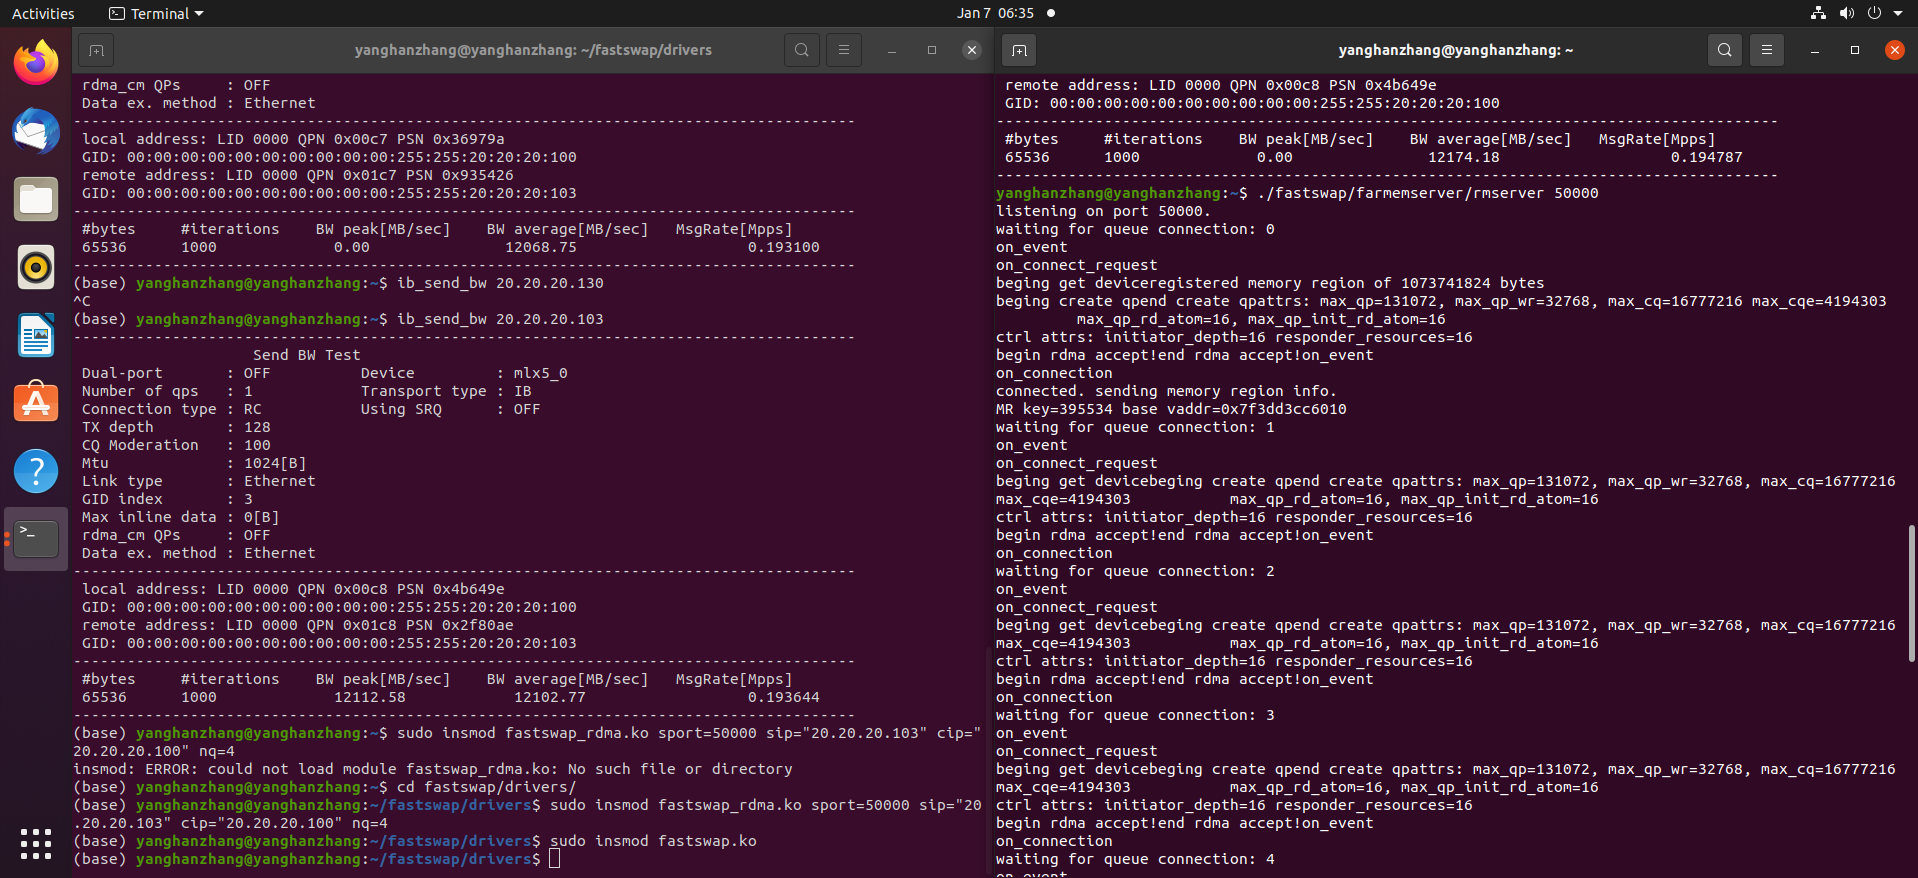 Activities
Terminal
Jan 7 06:35
yanghanzhang@yanghanzhang: ~/fastswap/drivers
rdma_cm QPs : OFF
Data ex. method : Ethernet
---------------------------------------------------------------------------------------
local address: LID 0000 QPN 0x00c7 PSN 0x36979a
GID: 00:00:00:00:00:00:00:00:00:00:255:255:20:20:20:100
remote address: LID 0000 QPN 0x01c7 PSN 0x935426
GID: 00:00:00:00:00:00:00:00:00:00:255:255:20:20:20:103
---------------------------------------------------------------------------------------
#bytes #iterations BW peak[MB/sec] BW average[MB/sec] MsgRate[Mpps]
65536 1000 0.00 12068.75 0.193100
---------------------------------------------------------------------------------------
(base) yanghanzhang@yanghanzhang:~$ ib_send_bw 20.20.20.130
^C
(base) yanghanzhang@yanghanzhang:~$ ib_send_bw 20.20.20.103
---------------------------------------------------------------------------------------
Send BW Test
Dual-port : OFF Device : mlx5_0
Number of qps : 1 Transport type : IB
Connection type : RC Using SRQ : OFF
TX depth : 128
CQ Moderation : 100
Mtu : 1024[B]
Link type : Ethernet
GID index : 3
Max inline data : 0[B]
rdma_cm QPs : OFF
Data ex. method : Ethernet
---------------------------------------------------------------------------------------
local address: LID 0000 QPN 0x00c8 PSN 0x4b649e
GID: 00:00:00:00:00:00:00:00:00:00:255:255:20:20:20:100
remote address: LID 0000 QPN 0x01c8 PSN 0x2f80ae
GID: 00:00:00:00:00:00:00:00:00:00:255:255:20:20:20:103
---------------------------------------------------------------------------------------
#bytes #iterations BW peak[MB/sec] BW average[MB/sec] MsgRate[Mpps]
65536 1000 12112.58 12102.77 0.193644
---------------------------------------------------------------------------------------
(base) yanghanzhang@yanghanzhang:~$ sudo insmod fastswap_rdma.ko sport=50000 sip="20.20.20.103" cip="
20.20.20.100" nq=4
insmod: ERROR: could not load module fastswap_rdma.ko: No such file or directory
(base) yanghanzhang@yanghanzhang:~$ cd fastswap/drivers/
(base) yanghanzhang@yanghanzhang:~/fastswap/drivers$ sudo insmod fastswap_rdma.ko sport=50000 sip="20
.20.20.103" cip="20.20.20.100" nq=4
(base) yanghanzhang@yanghanzhang:~/fastswap/drivers$ sudo insmod fastswap.ko
(base) yanghanzhang@yanghanzhang:~/fastswap/drivers$
yanghanzhang@yanghanzhang: ~
remote address: LID 0000 QPN 0x00c8 PSN 0x4b649e
GID: 00:00:00:00:00:00:00:00:00:00:255:255:20:20:20:100
---------------------------------------------------------------------------------------
#bytes #iterations BW peak[MB/sec] BW average[MB/sec] MsgRate[Mpps]
65536 1000 0.00 12174.18 0.194787
---------------------------------------------------------------------------------------
yanghanzhang@yanghanzhang:~$ ./fastswap/farmemserver/rmserver 50000
listening on port 50000.
waiting for queue connection: 0
on_event
on_connect_request
beging get deviceregistered memory region of 1073741824 bytes
beging create qpend create qpattrs: max_qp=131072, max_qp_wr=32768, max_cq=16777216 max_cqe=4194303
max_qp_rd_atom=16, max_qp_init_rd_atom=16
ctrl attrs: initiator_depth=16 responder_resources=16
begin rdma accept!end rdma accept!on_event
on_connection
connected. sending memory region info.
MR key=395534 base vaddr=0x7f3dd3cc6010
waiting for queue connection: 1
on_event
on_connect_request
beging get devicebeging create qpend create qpattrs: max_qp=131072, max_qp_wr=32768, max_cq=16777216
max_cqe=4194303 max_qp_rd_atom=16, max_qp_init_rd_atom=16
ctrl attrs: initiator_depth=16 responder_resources=16
begin rdma accept!end rdma accept!on_event
on_connection
waiting for queue connection: 2
on_event
on_connect_request
beging get devicebeging create qpend create qpattrs: max_qp=131072, max_qp_wr=32768, max_cq=16777216
max_cqe=4194303 max_qp_rd_atom=16, max_qp_init_rd_atom=16
ctrl attrs: initiator_depth=16 responder_resources=16
begin rdma accept!end rdma accept!on_event
on_connection
waiting for queue connection: 3
on_event
on_connect_request
beging get devicebeging create qpend create qpattrs: max_qp=131072, max_qp_wr=32768, max_cq=16777216
max_cqe=4194303 max_qp_rd_atom=16, max_qp_init_rd_atom=16
ctrl attrs: initiator_depth=16 responder_resources=16
begin rdma accept!end rdma accept!on_event
on_connection
waiting for queue connection: 4
on_event